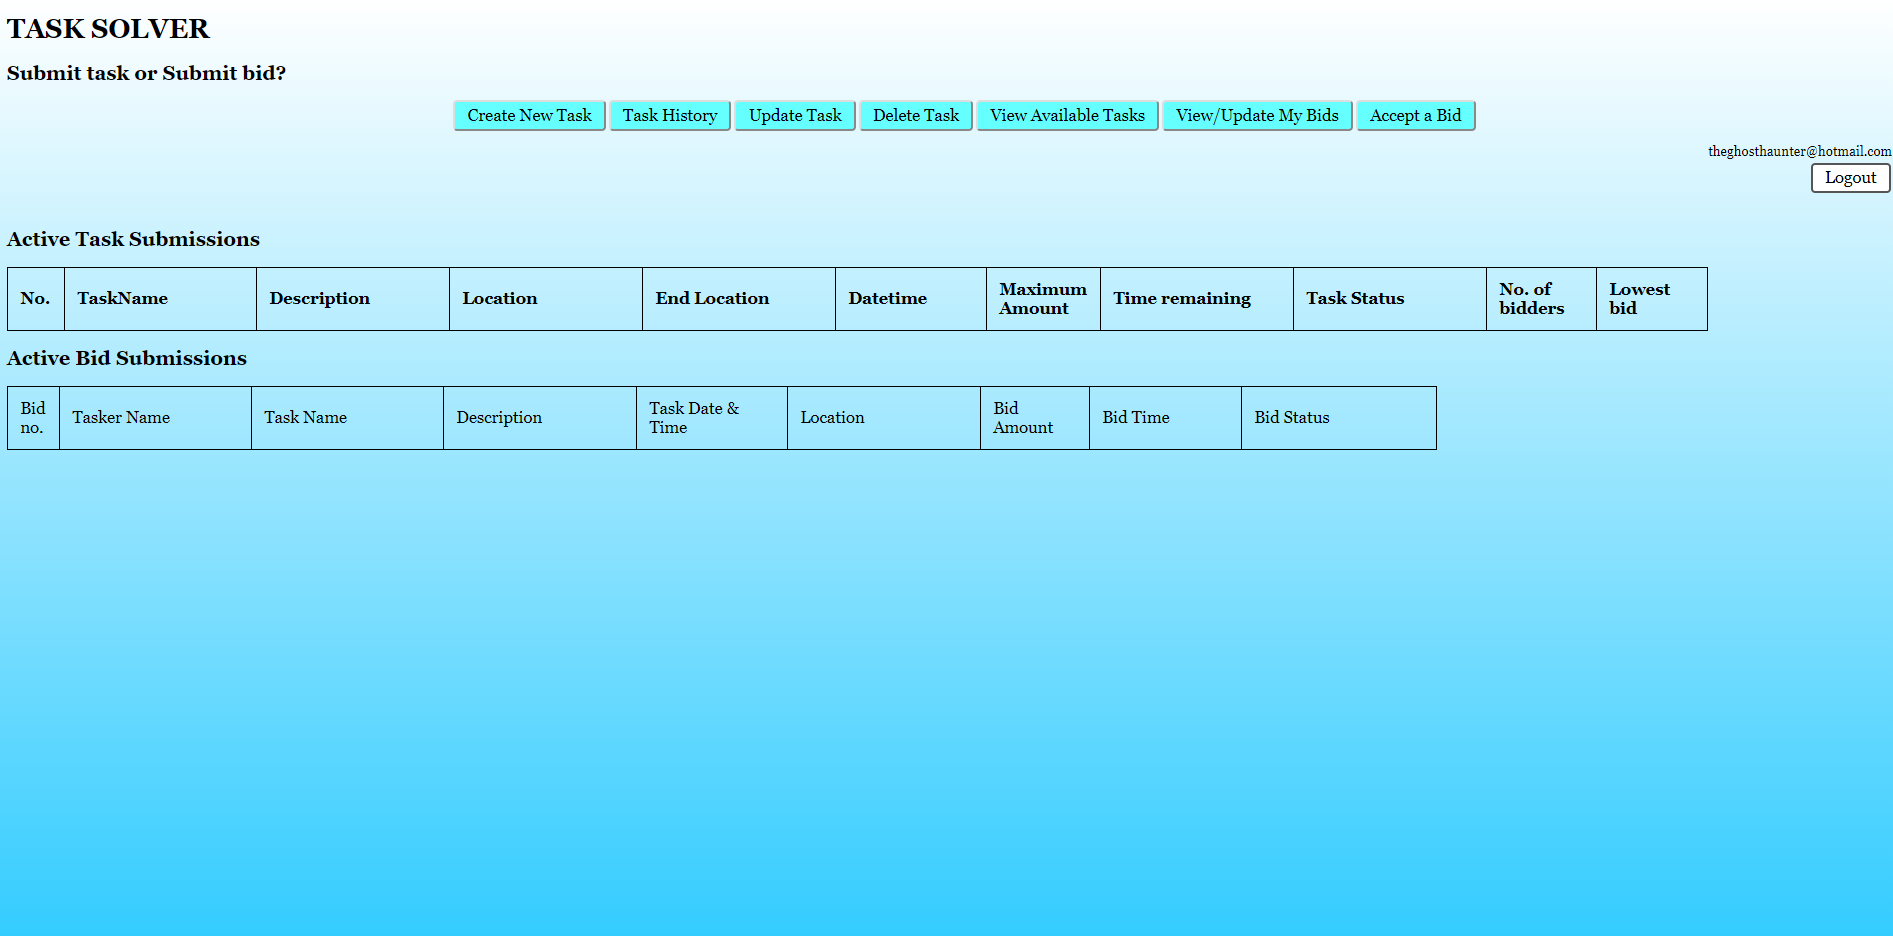 TASK SOLVER
Submit task or Submit bid?
Create New Task Task History Update Task Delete Task View Available Tasks View/Update My Bids Accept a Bid
theghosthaunter@hotmail.com
Logout
Active Task Submissions
No. TaskName Description Location End Location Datetime Maximum Amount Time remaining Task Status No. of bidders Lowest bid
Active Bid Submissions
Bid no. Tasker Name Task Name Description Task Date & Time Location Bid Amount Bid Time Bid Status